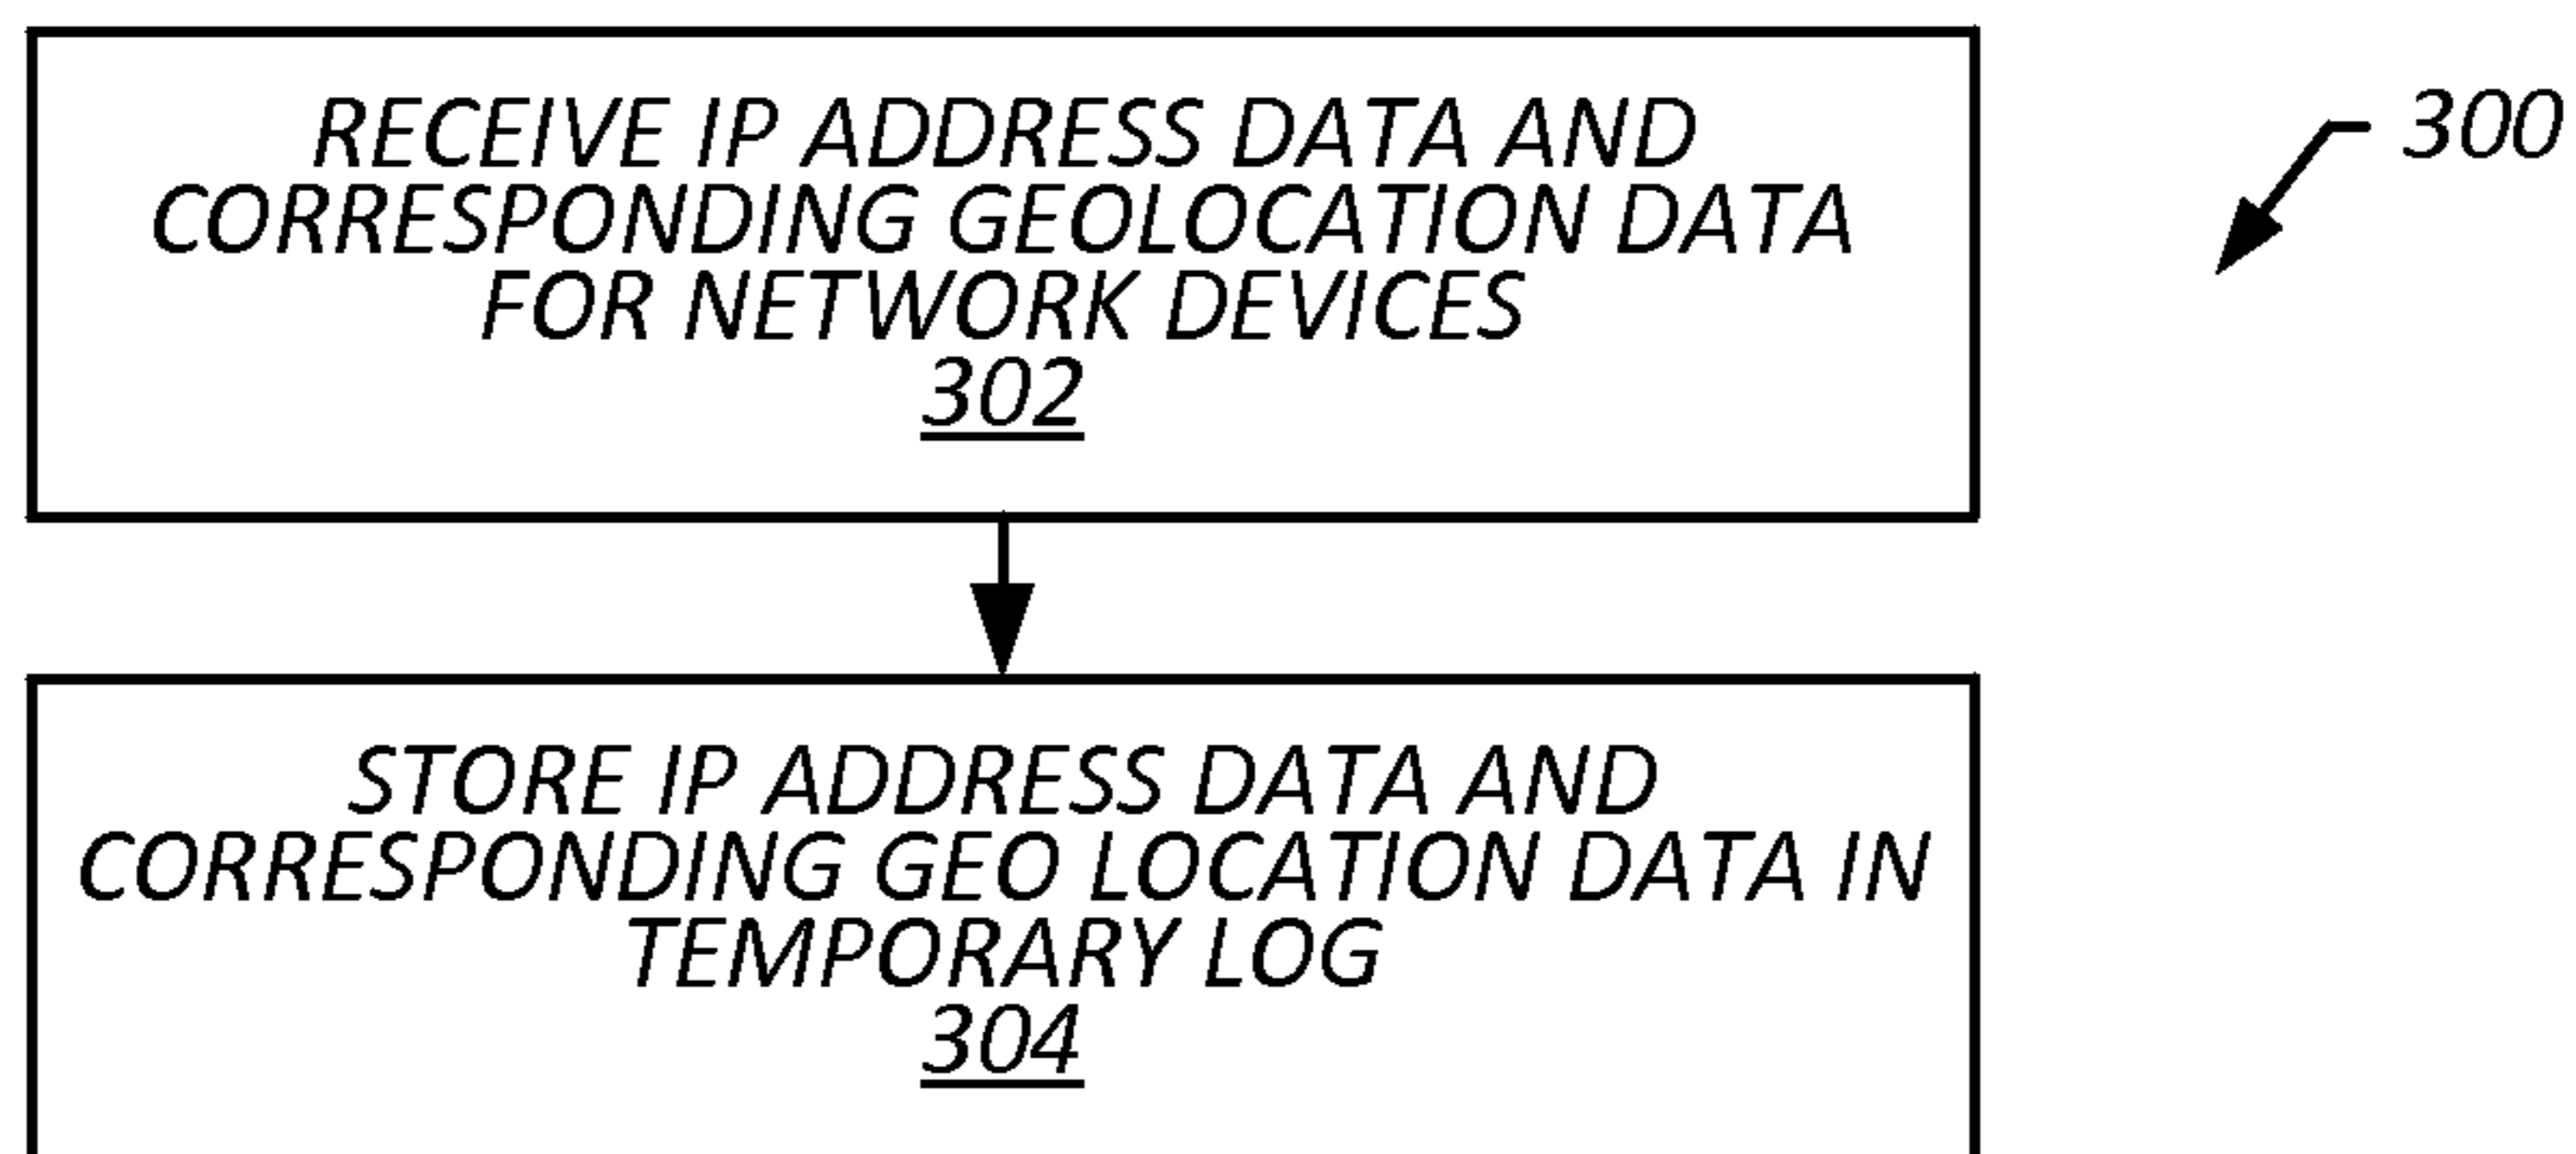 RECEIVE IP ADDRESS DATA AND
CORRESPONDING GEOLOCATION DATA
FOR NETWORK DEVICES
302
300
STORE IP ADDRESS DATA AND
CORRESPONDING GEO LOCATION DATA IN
TEMPORARY LOG
304